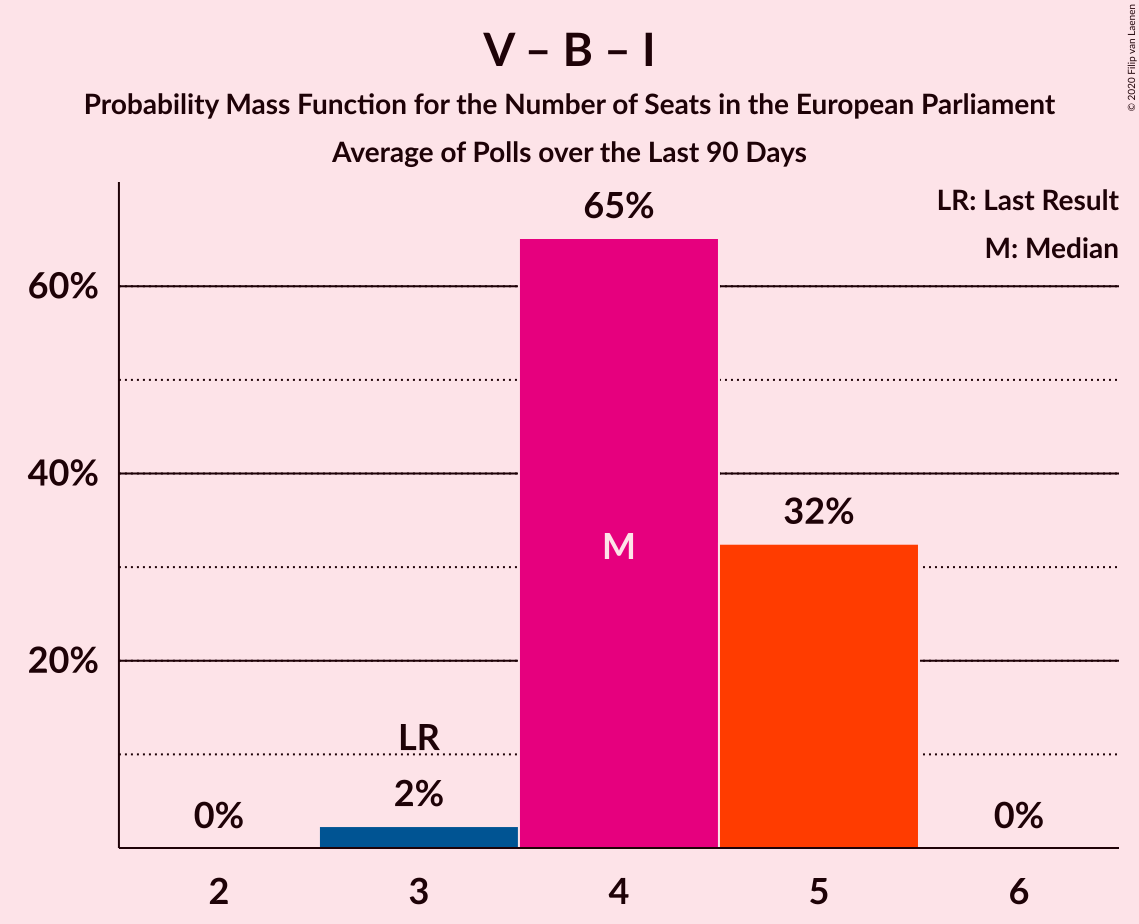 V – B – I
Probability Mass Function for the Number of Seats in the European Parliament
Average of Polls over the Last 90 Days
© 2020 Filip van Laenen
LR: Last Result
M: Median
65%
60%
40%
32%
M
20%
LR
2%
0%
0%
2 3 4 5 6